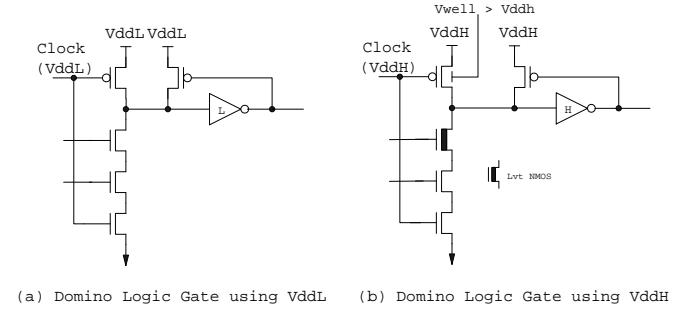 Vwell > Vddh
VddL VddL
Clock
(VddL)
L
VddH VddH
Clock
(VddH)
H
Lvt NMOS
(a) Domino Logic Gate using VddL
(b) Domino Logic Gate using VddH